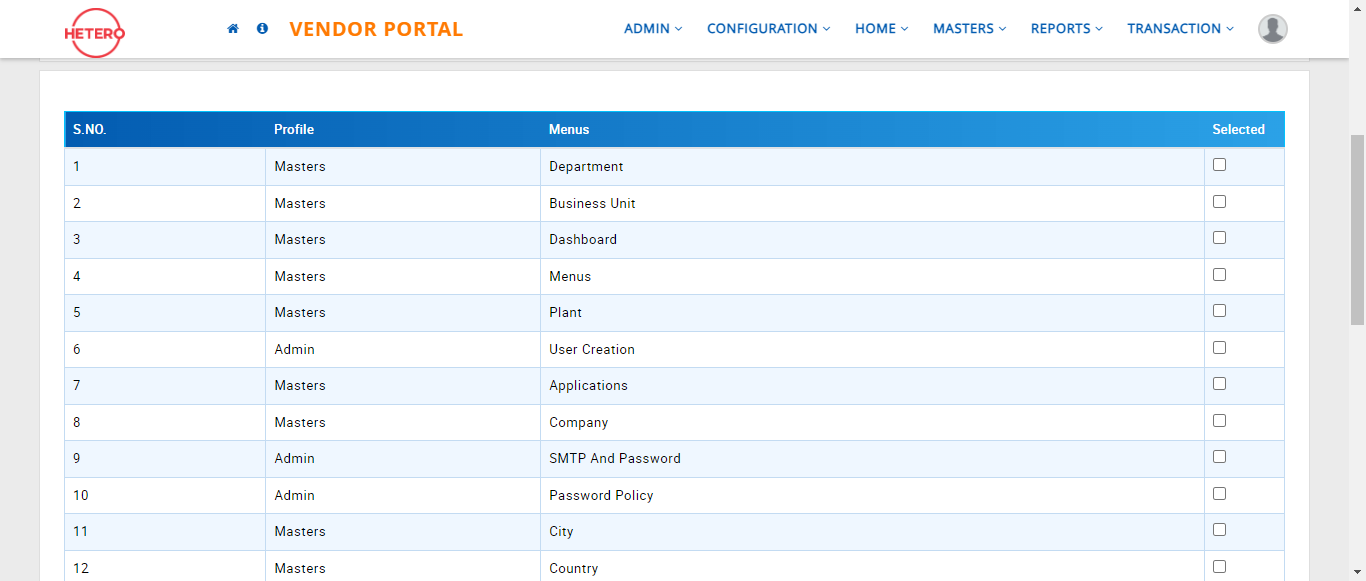 HETERO VENDOR PORTAL ADMIN CONFIGURATION HOME MASTERS REPORTS TRANSACTION
S.NO. Profile Menus Selected
1 Masters Department
2 Masters Business Unit
3 Masters Dashboard
4 Masters Menus
5 Masters Plant
6 Admin User Creation
7 Masters Applications
8 Masters Company
9 Admin SMTP And Password
10 Admin Password Policy
11 Masters City
12 Masters Country